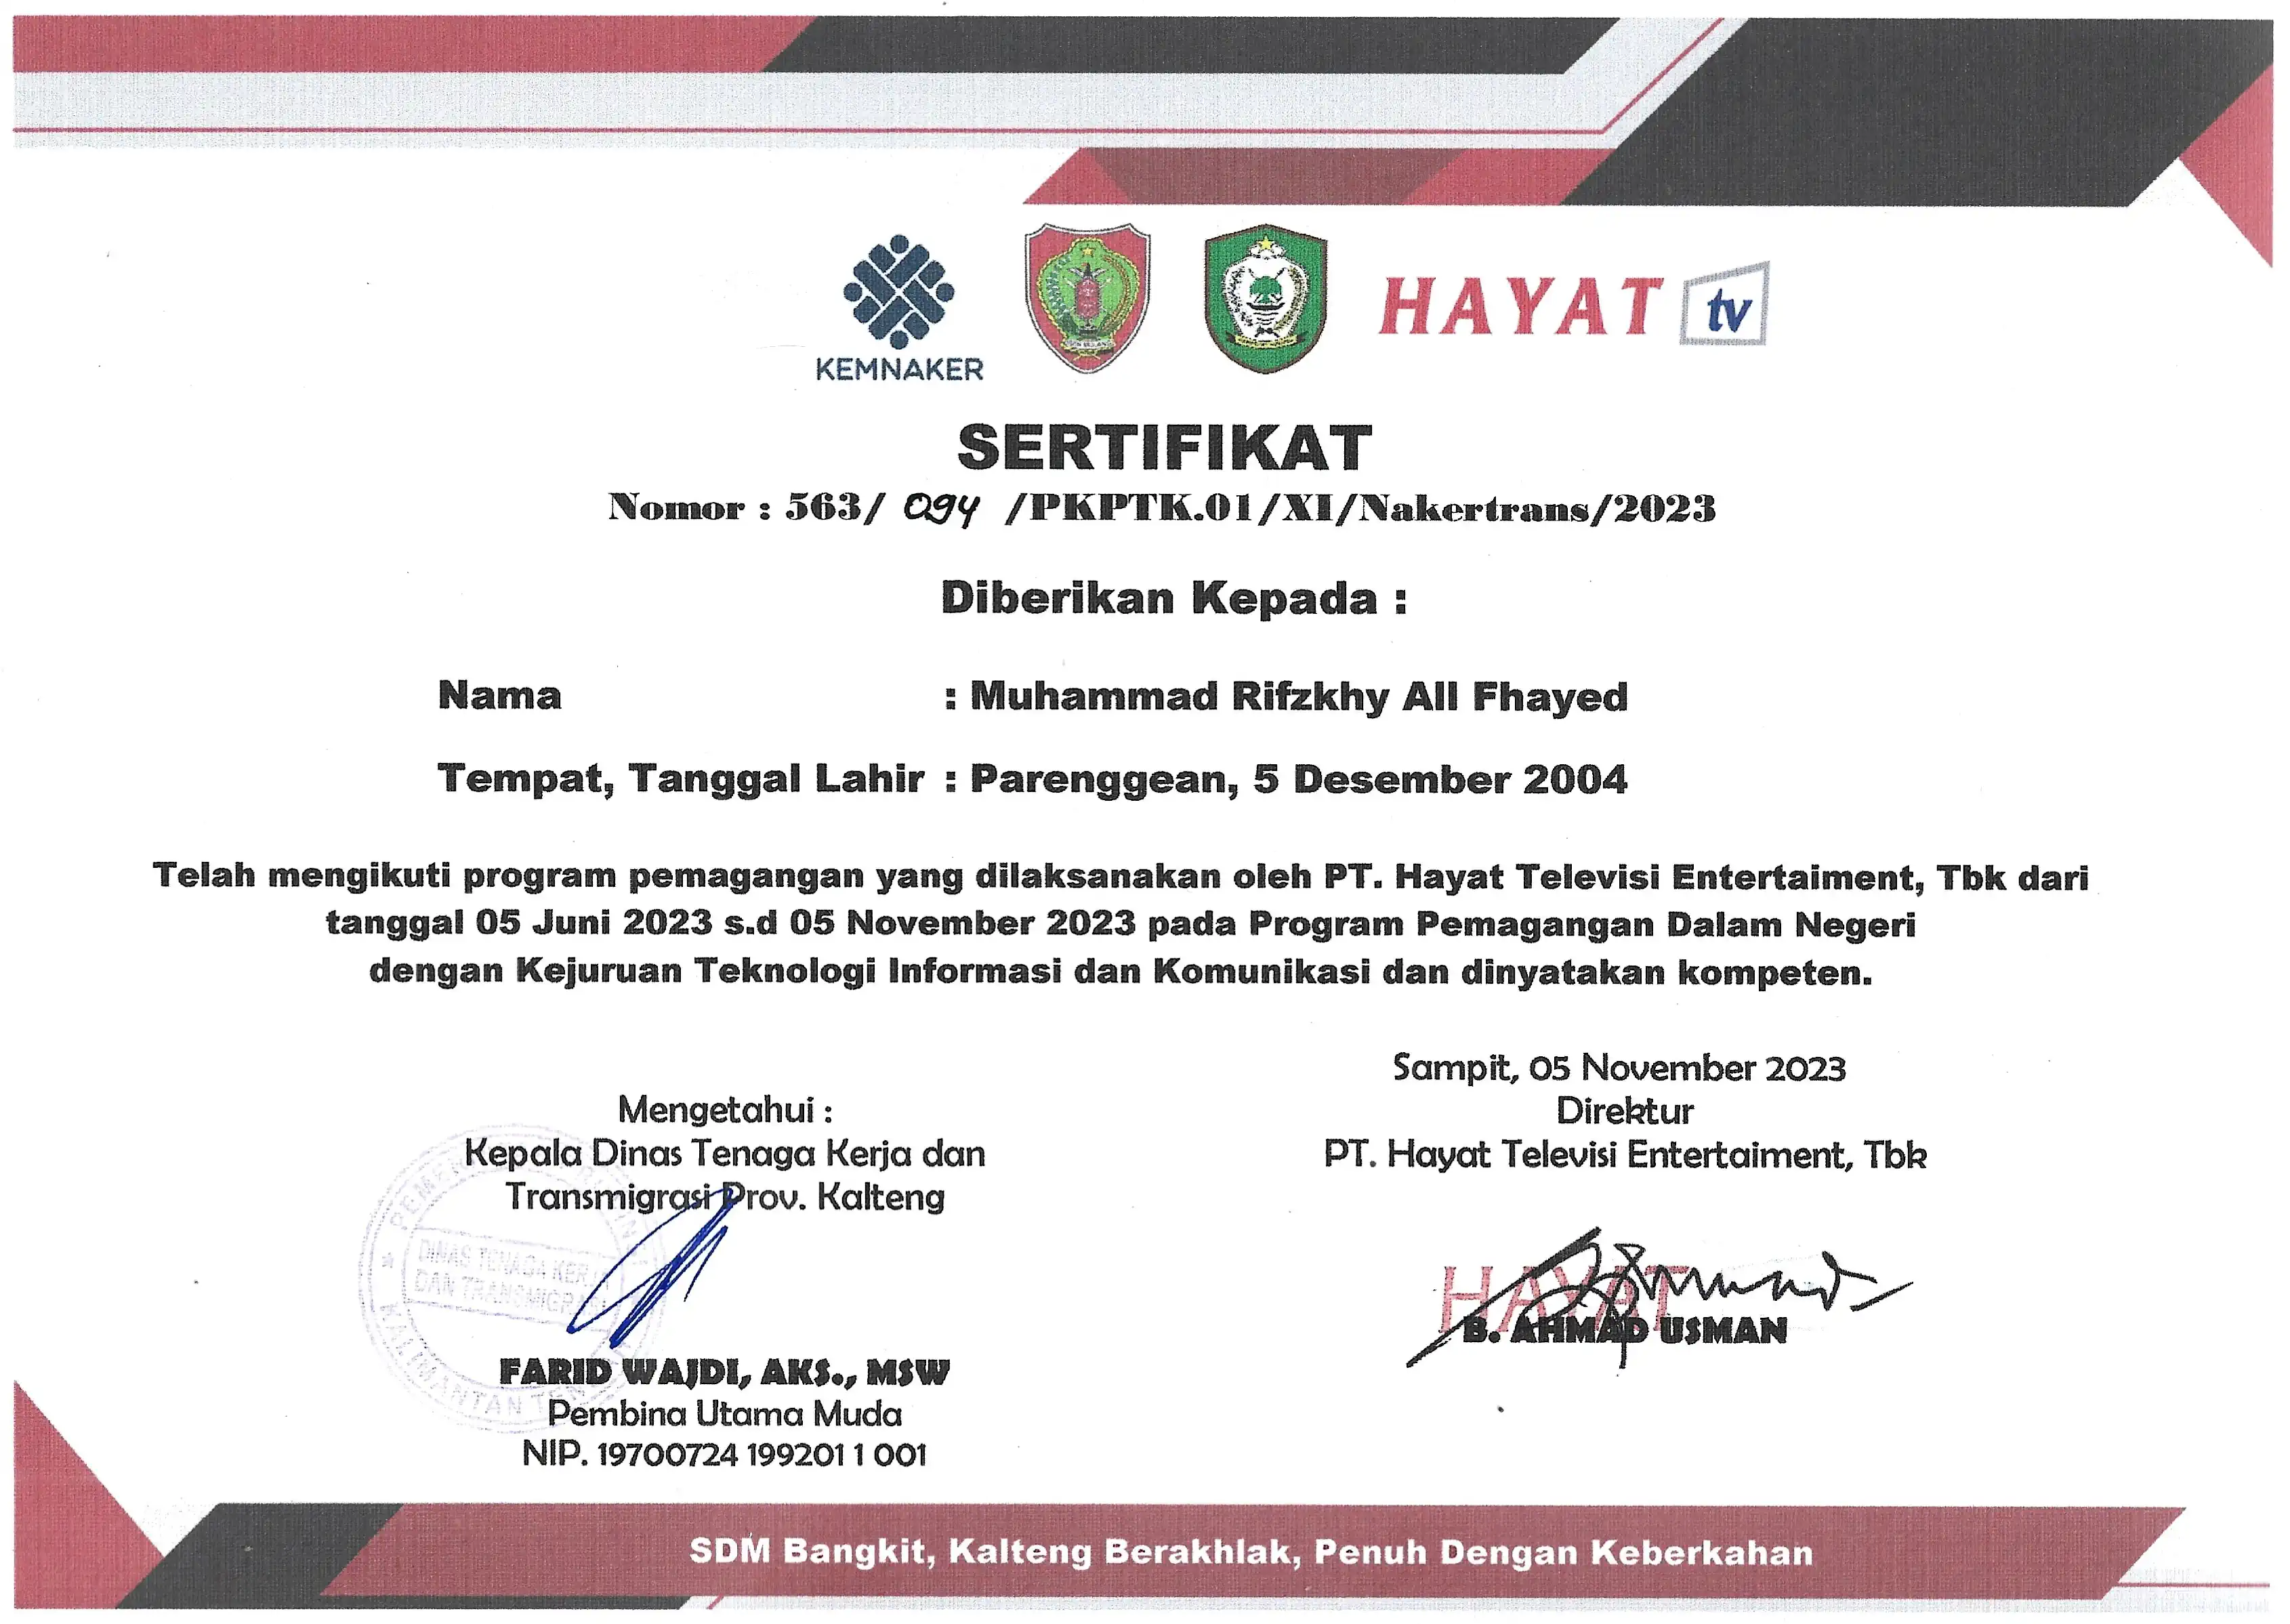 KEMNAKER
HAYAT tv
SERTIFIKAT
Nomor : 563/ 094 /PKPTK.01/XI/Nakertrans/2023
Diberikan Kepada :
Nama : Muhammad Rifzkhy All Fhayed
Tempat, Tanggal Lahir : Parenggean, 5 Desember 2004
Telah mengikuti program pemagangan yang dilaksanakan oleh PT. Hayat Televisi Entertaiment, Tbk dari
tanggal 05 Juni 2023 s.d 05 November 2023 pada Program Pemagangan Dalam Negeri
dengan Kejuruan Teknologi Informasi dan Komunikasi dan dinyatakan kompeten.
Mengetahui :
Kepala Dinas Tenaga Kerja dan
Transmigrasi Prov. Kalteng
DINAS TENAGA KERJA
DAN TRANSMIGRASI
KALIMANTAN
FARID WAJDI, AKS., MSW
Pembina Utama Muda
NIP. 19700724 199201 1 001
Sampit, 05 November 2023
Direktur
PT. Hayat Televisi Entertaiment, Tbk
HAYAT
B. AHMAD USMAN
SDM Bangkit, Kalteng Berakhlak, Penuh Dengan Keberkahan